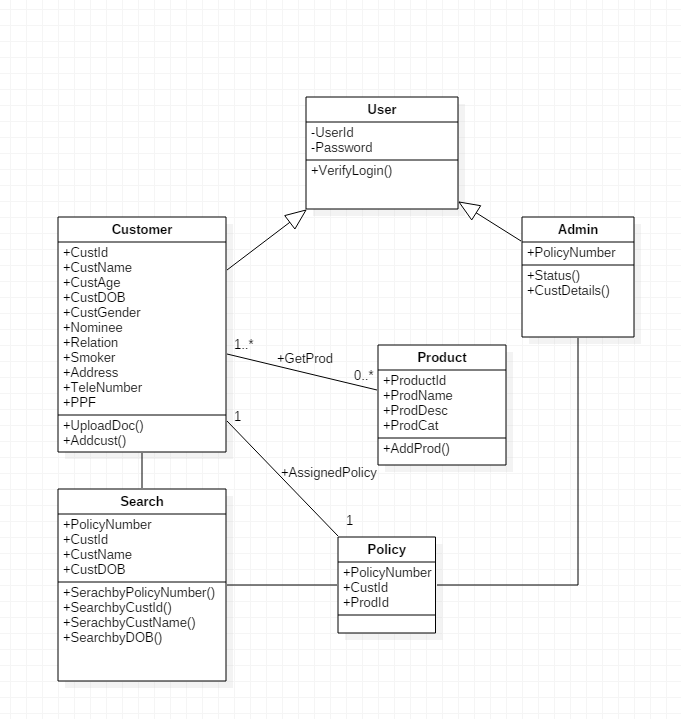 User
-UserId
-Password
+VerifyLogin()
Customer
+CustId
+CustName
+CustAge
+CustDOB
+CustGender
+Nominee
+Relation
+Smoker
+Address
+TeleNumber
+PPF
+UploadDoc()
+Addcust()
Admin
+PolicyNumber
+Status()
+CustDetails()
1..*
+GetProd
0..*
Product
+ProductId
+ProdName
+ProdDesc
+ProdCat
+AddProd()
1
+AssignedPolicy
1
Search
+PolicyNumber
+CustId
+CustName
+CustDOB
+SerachbyPolicyNumber()
+SearchbyCustId()
+SerachbyCustName()
+SearchbyDOB()
Policy
+PolicyNumber
+CustId
+ProdId